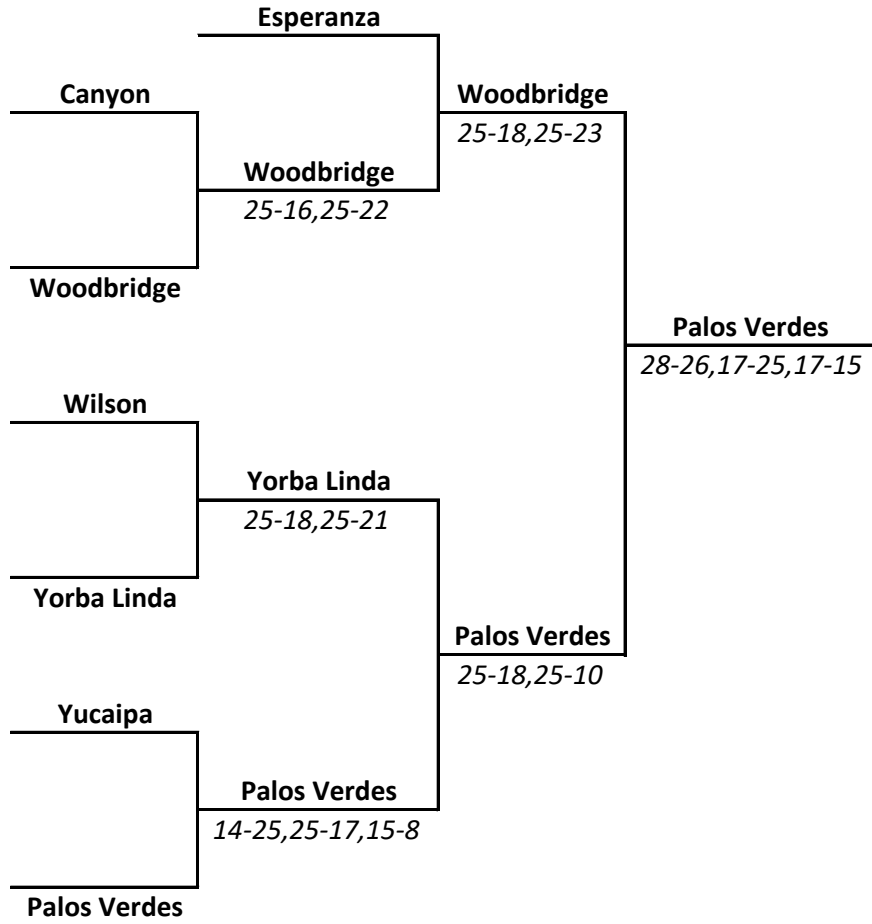 Esperanza
Canyon
Woodbridge
25-18,25-23
Woodbridge
25-16,25-22
Woodbridge
Palos Verdes
28-26,17-25,17-15
Wilson
Yorba Linda
25-18,25-21
Yorba Linda
Palos Verdes
25-18,25-10
Yucaipa
Palos Verdes
14-25,25-17,15-8
Palos Verdes